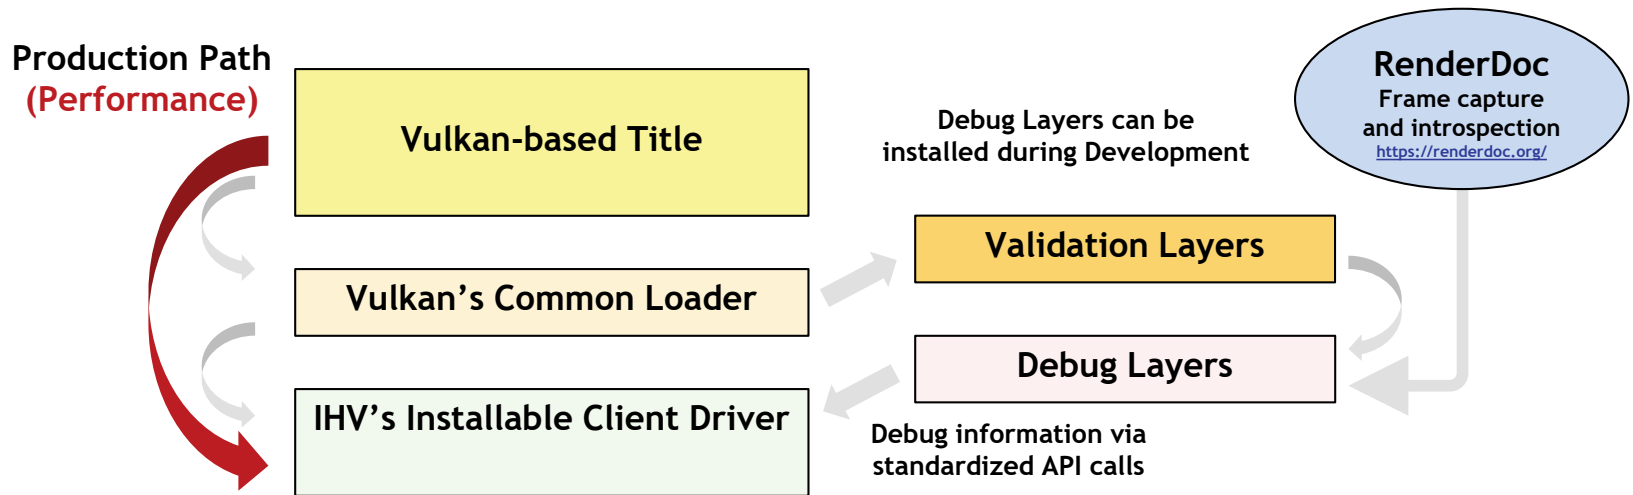 Production Path
(Performance)
Vulkan-based Title
Vulkan’s Common Loader
IHV’s Installable Client Driver
Debug Layers can be
installed during Development
Validation Layers
Debug Layers
Debug information via
standardized API calls
RenderDoc
Frame capture
and introspection
https://renderdoc.org/